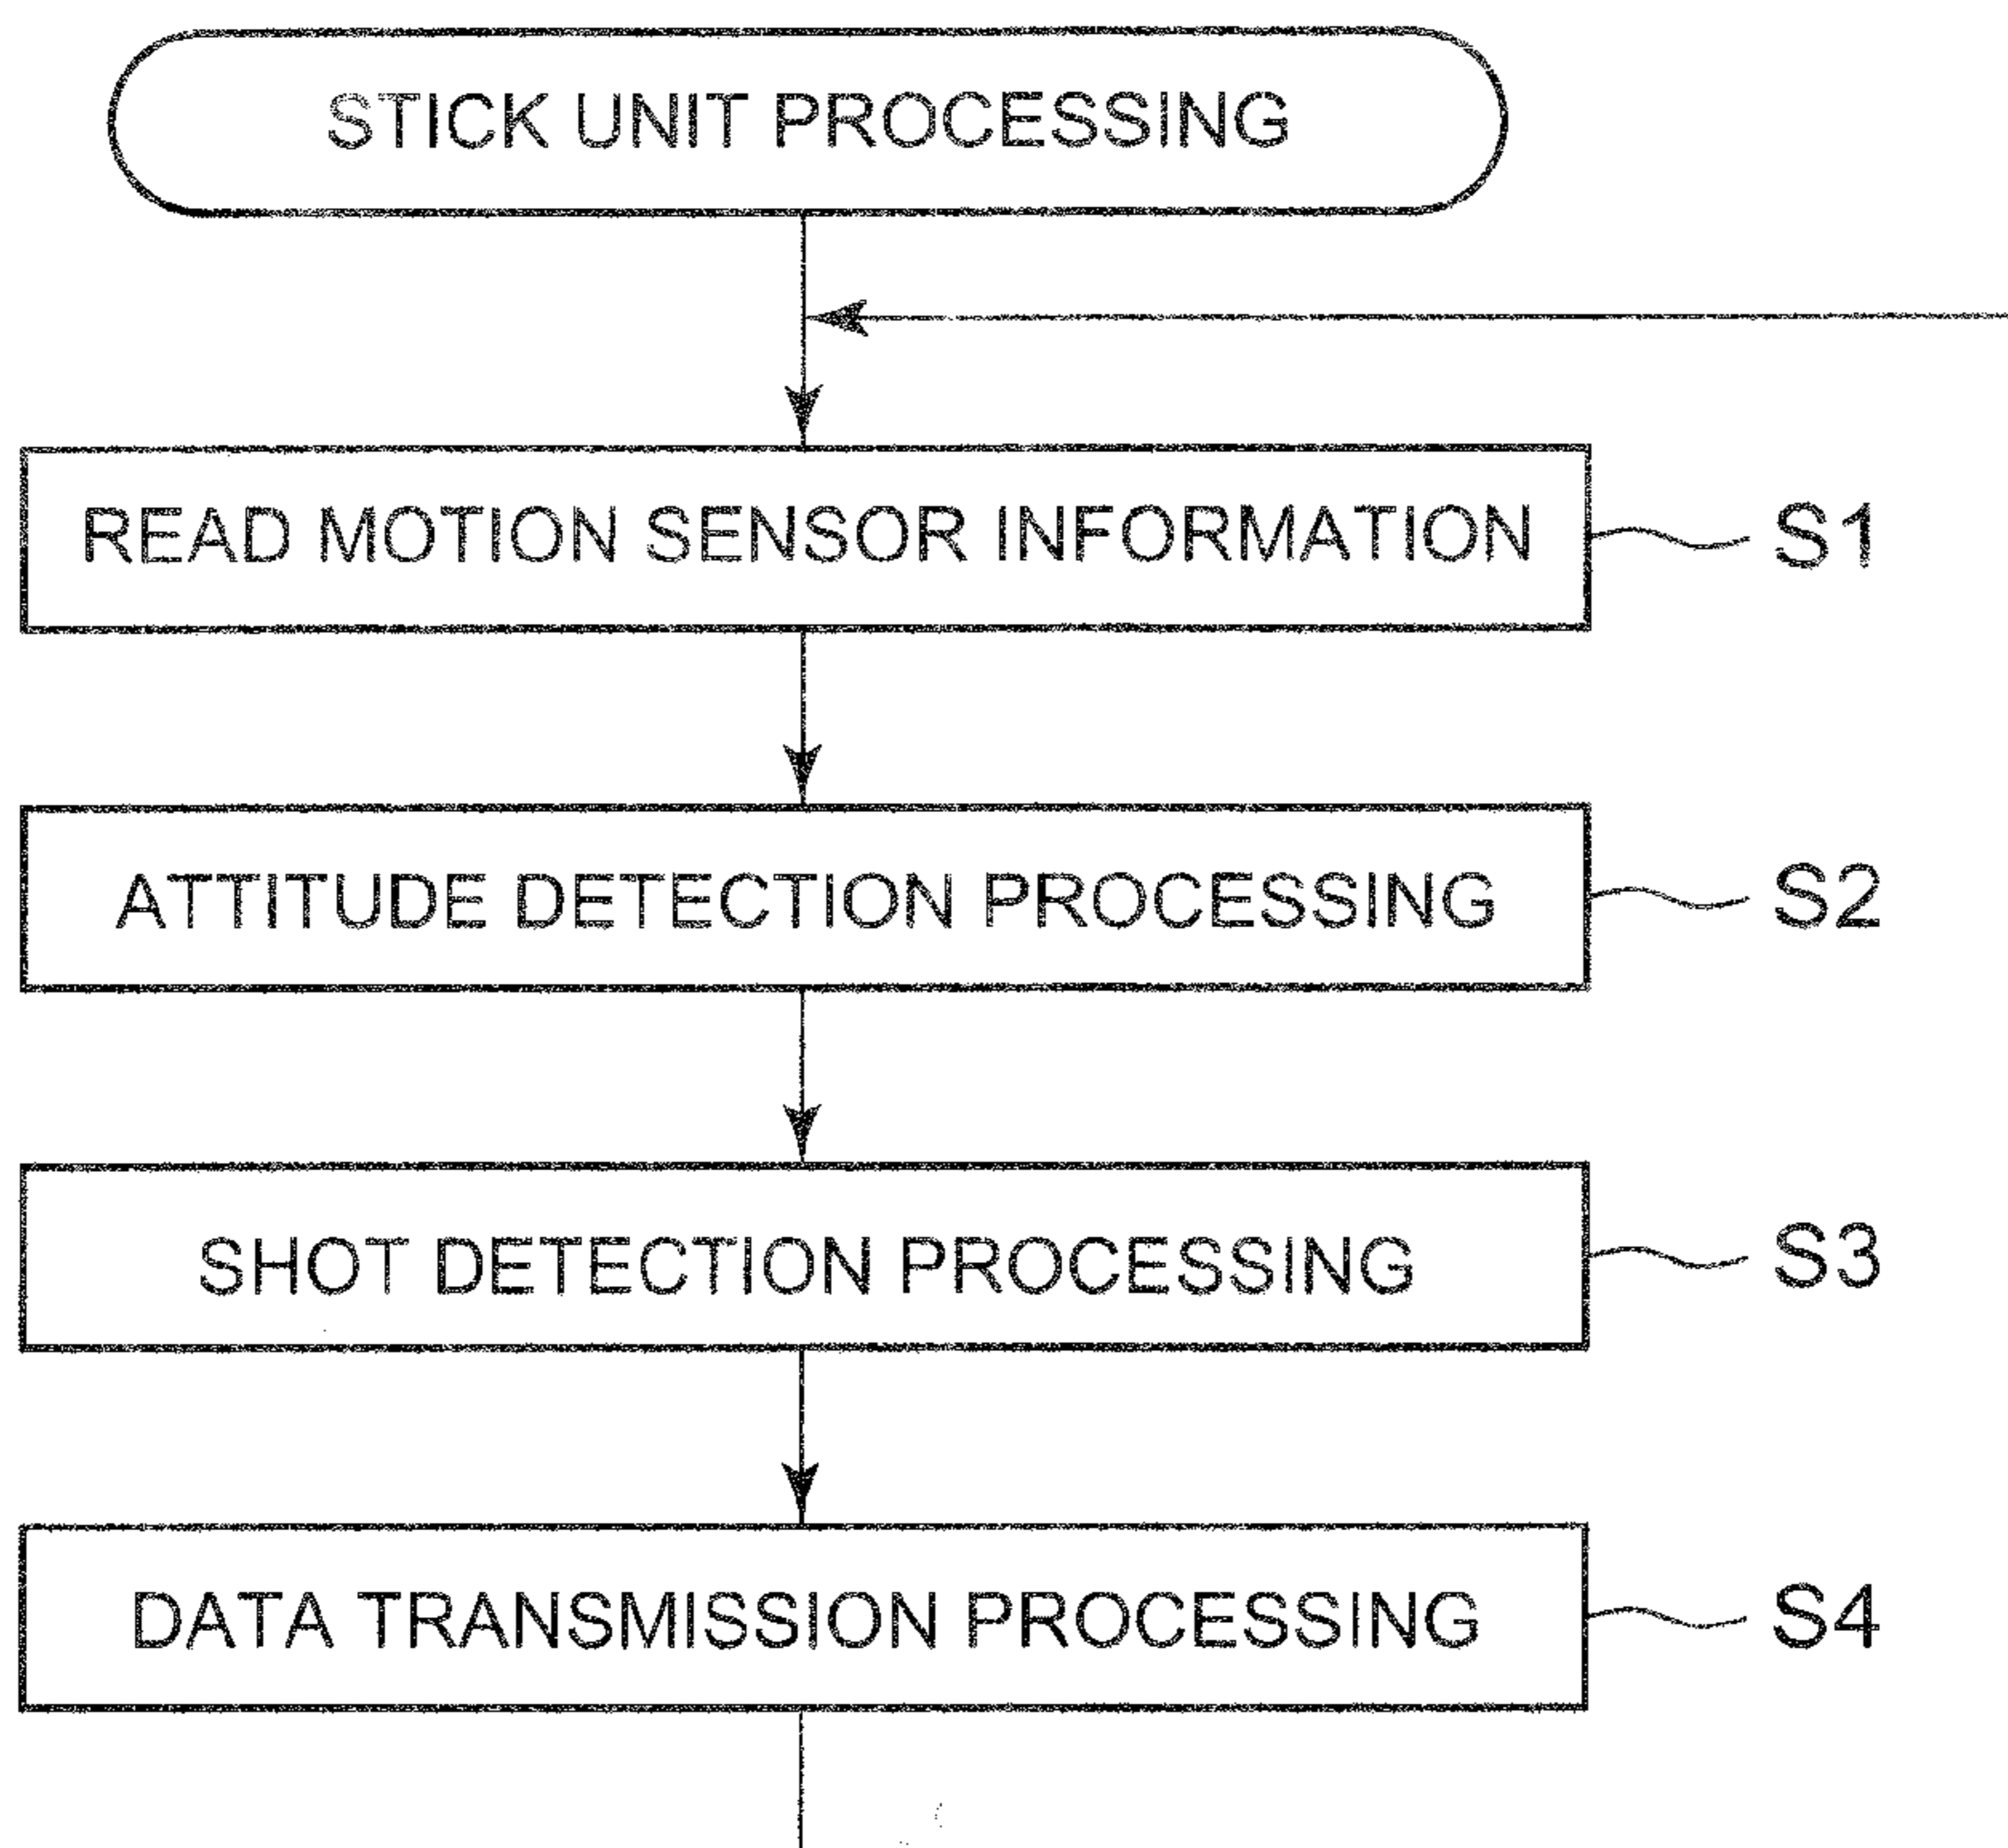 STICK UNIT PROCESSING
READ MOTION SENSOR INFORMATION
S1
ATTITUDE DETECTION PROCESSING
S2
SHOT DETECTION PROCESSING
S3
DATA TRANSMISSION PROCESSING
S4